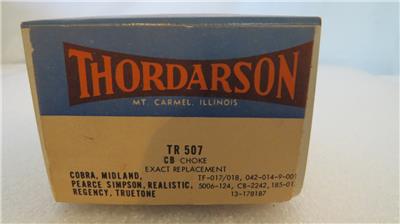 THORDARSON
MT. CARMEL, ILLINOIS
TR 507
CB CHOKE
EXACT REPLACEMENT
COBRA, MIDLAND, TF-017/018, 042-014-9-001
PEARCE SIMPSON, REALISTIC, 5006-124, CB-2242, 185-01,
REGENCY, TRUETONE 13-178187